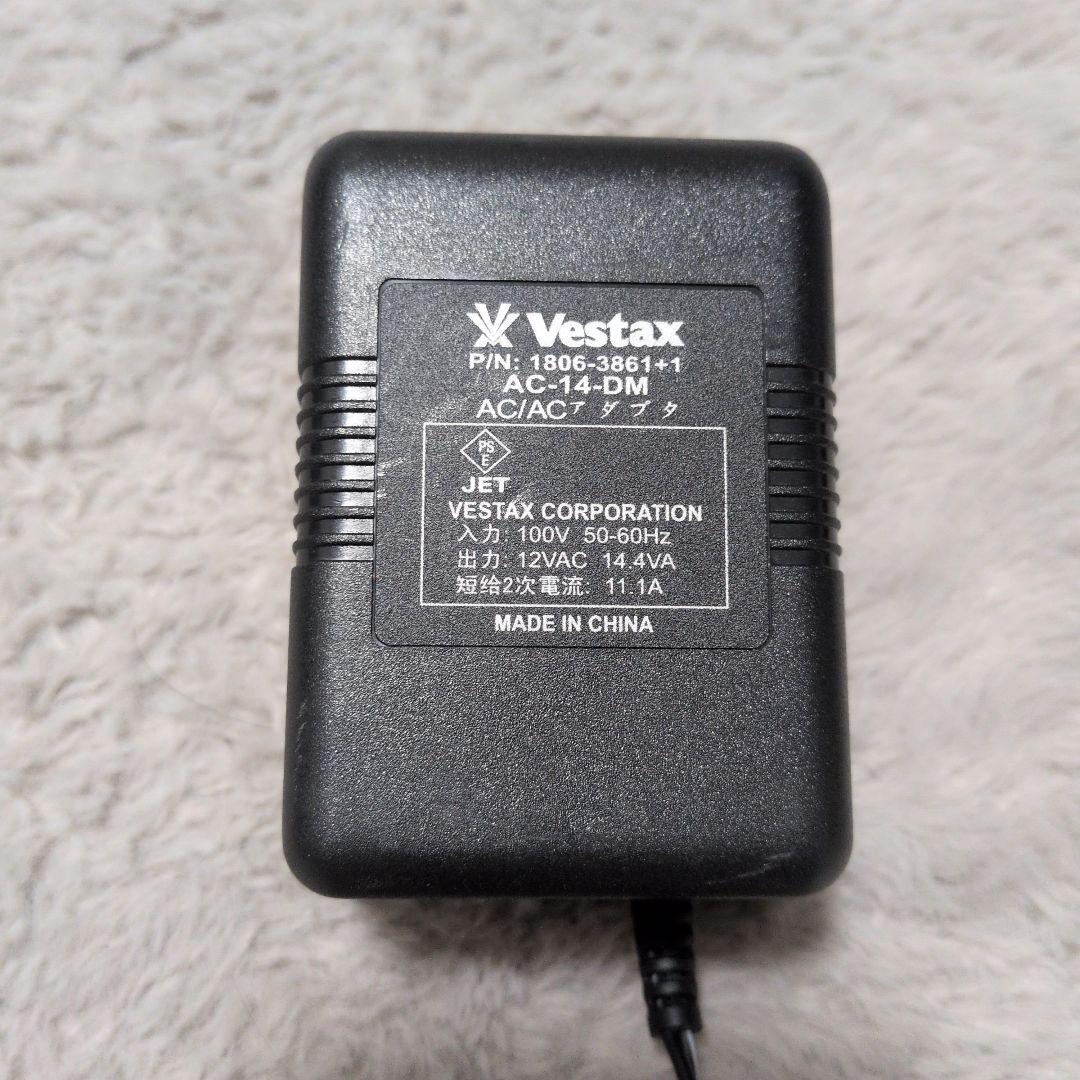 Vestax
P/N: 1806-3861+1
AC-14-DM
AC/ACアダプタ
PS
E
JET
VESTAX CORPORATION
入力: 100V 50-60Hz
出力: 12VAC 14.4VA
短给2次電流: 11.1A
MADE IN CHINA